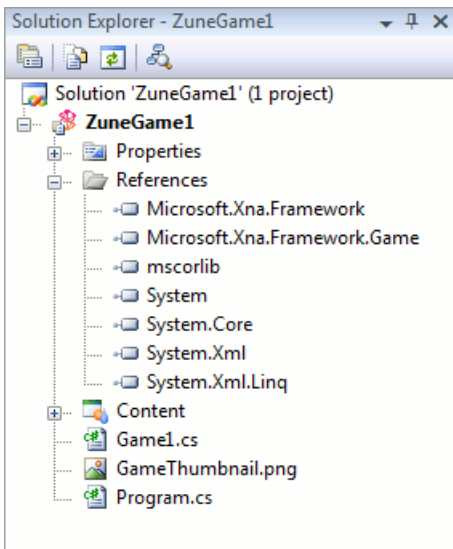 Solution Explorer - ZuneGame1
Solution 'ZuneGame1' (1 project)
ZuneGame1
Properties
References
Microsoft.Xna.Framework
Microsoft.Xna.Framework.Game
mscorlib
System
System.Core
System.Xml
System.Xml.Linq
Content
Game1.cs
GameThumbnail.png
Program.cs